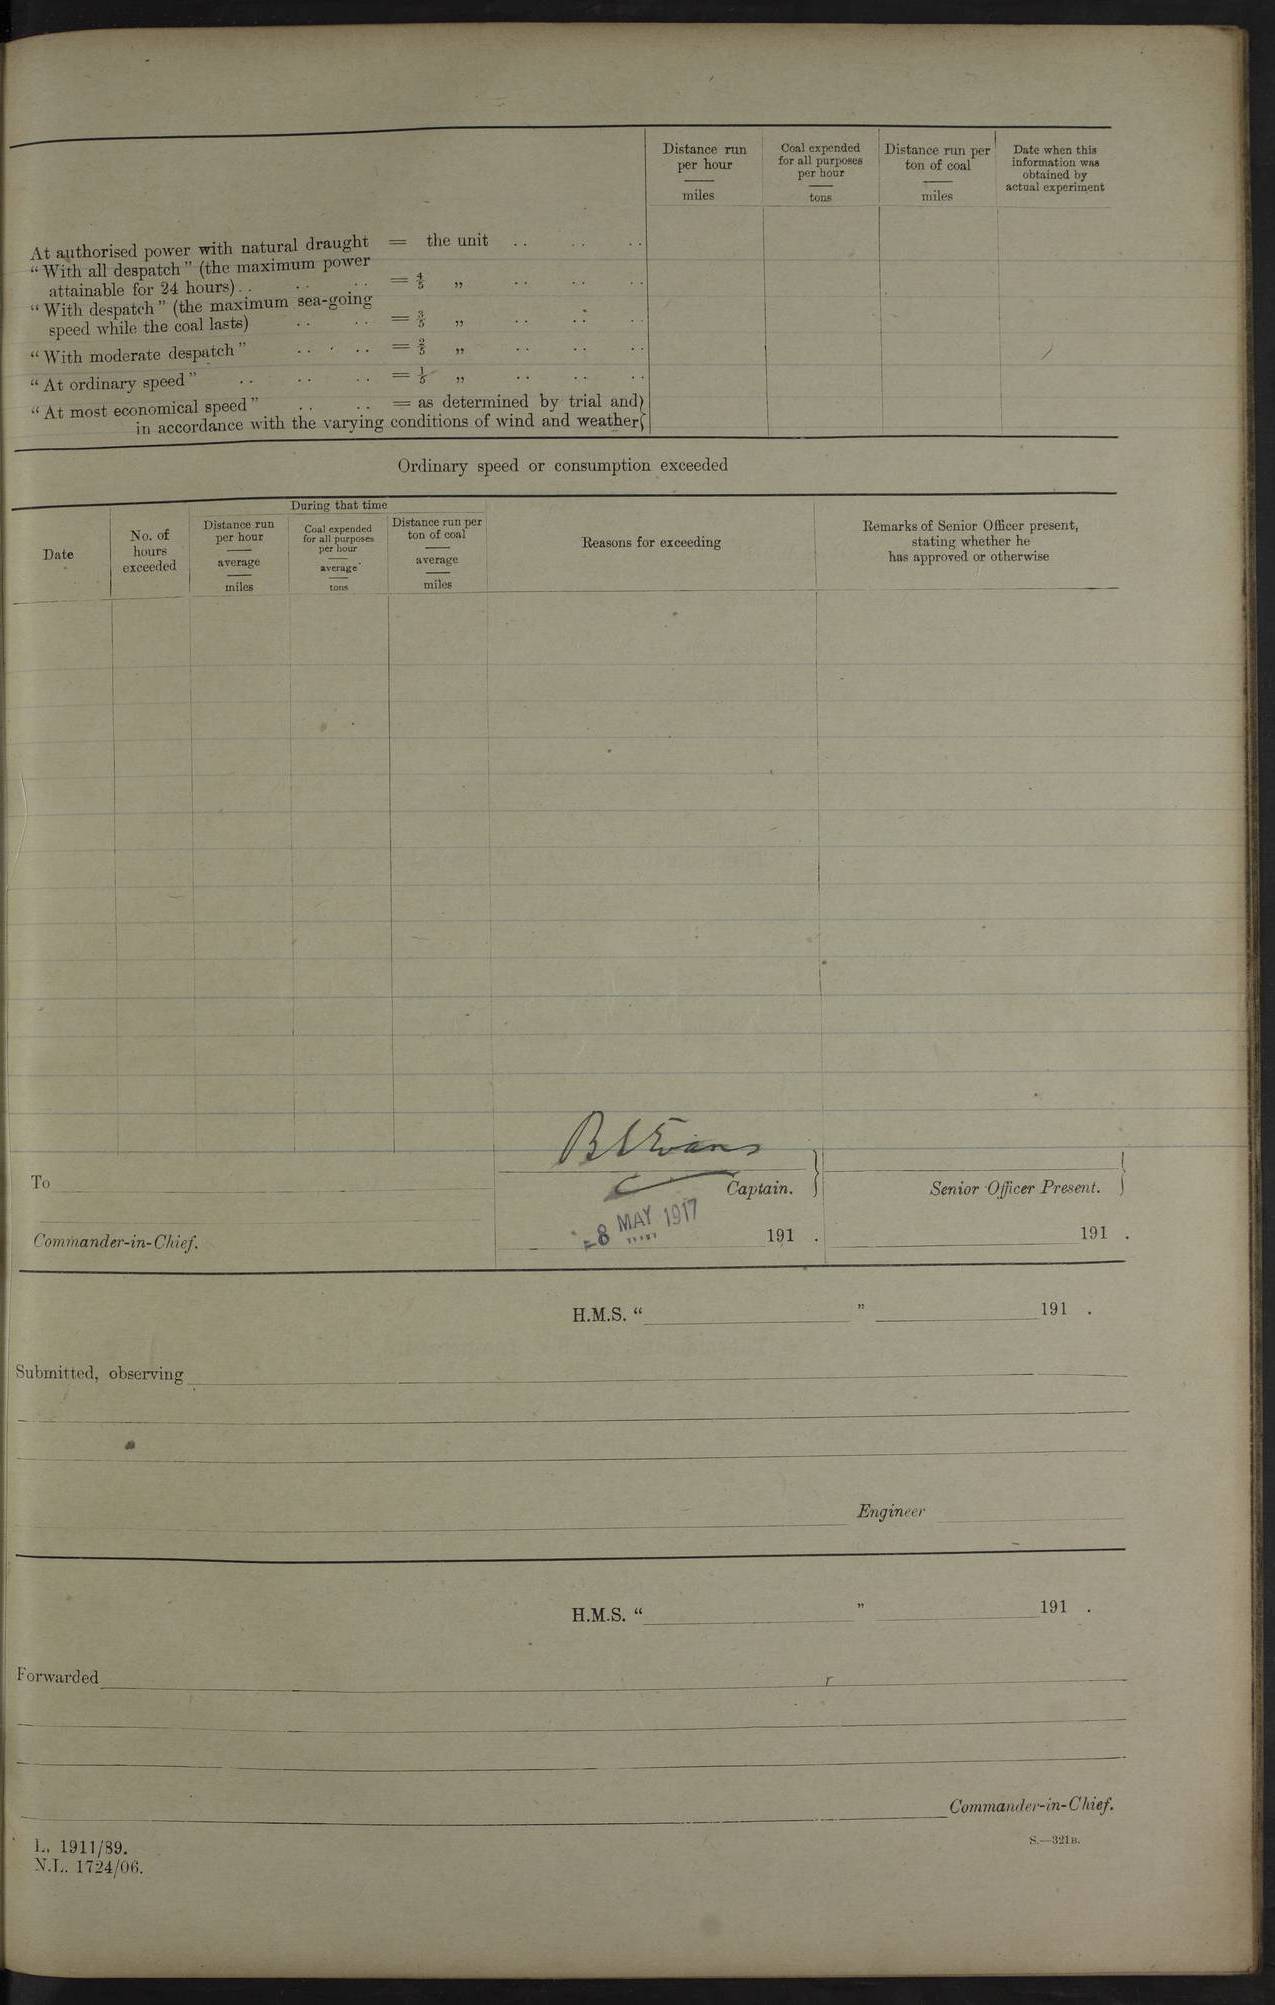 Distance run per hour miles
Coal expended for all purposes per hour tons
Distance run per ton of coal miles
Date when this information was obtained by actual experiment
At authorised power with natural draught = the unit .. .. ..
"With all despatch" (the maximum power
attainable for 24 hours) .. .. .. = 4/5 „ .. .. ..
"With despatch" (the maximum sea-going
speed while the coal lasts) .. .. = 3/5 „ .. .. ..
"With moderate despatch" .. .. = 2/5 „ .. .. ..
"At ordinary speed" .. .. .. = 1/5 „ .. .. ..
"At most economical speed" .. .. = as determined by trial and
in accordance with the varying conditions of wind and weather
Ordinary speed or consumption exceeded
Date
No. of hours exceeded
During that time
Distance run per hour average miles
Coal expended for all purposes per hour average tons
Distance run per ton of coal average miles
Reasons for exceeding
Remarks of Senior Officer present, stating whether he has approved or otherwise
Evans
To
Captain.
Senior Officer Present.
-8 MAY 1917
Commander-in-Chief.
191 .
191 .
H.M.S. " " 191 .
Submitted, observing
Engineer
H.M.S. " " 191 .
Forwarded
Commander-in-Chief.
L. 1911/89.
N.L. 1724/06.
S.—321B.